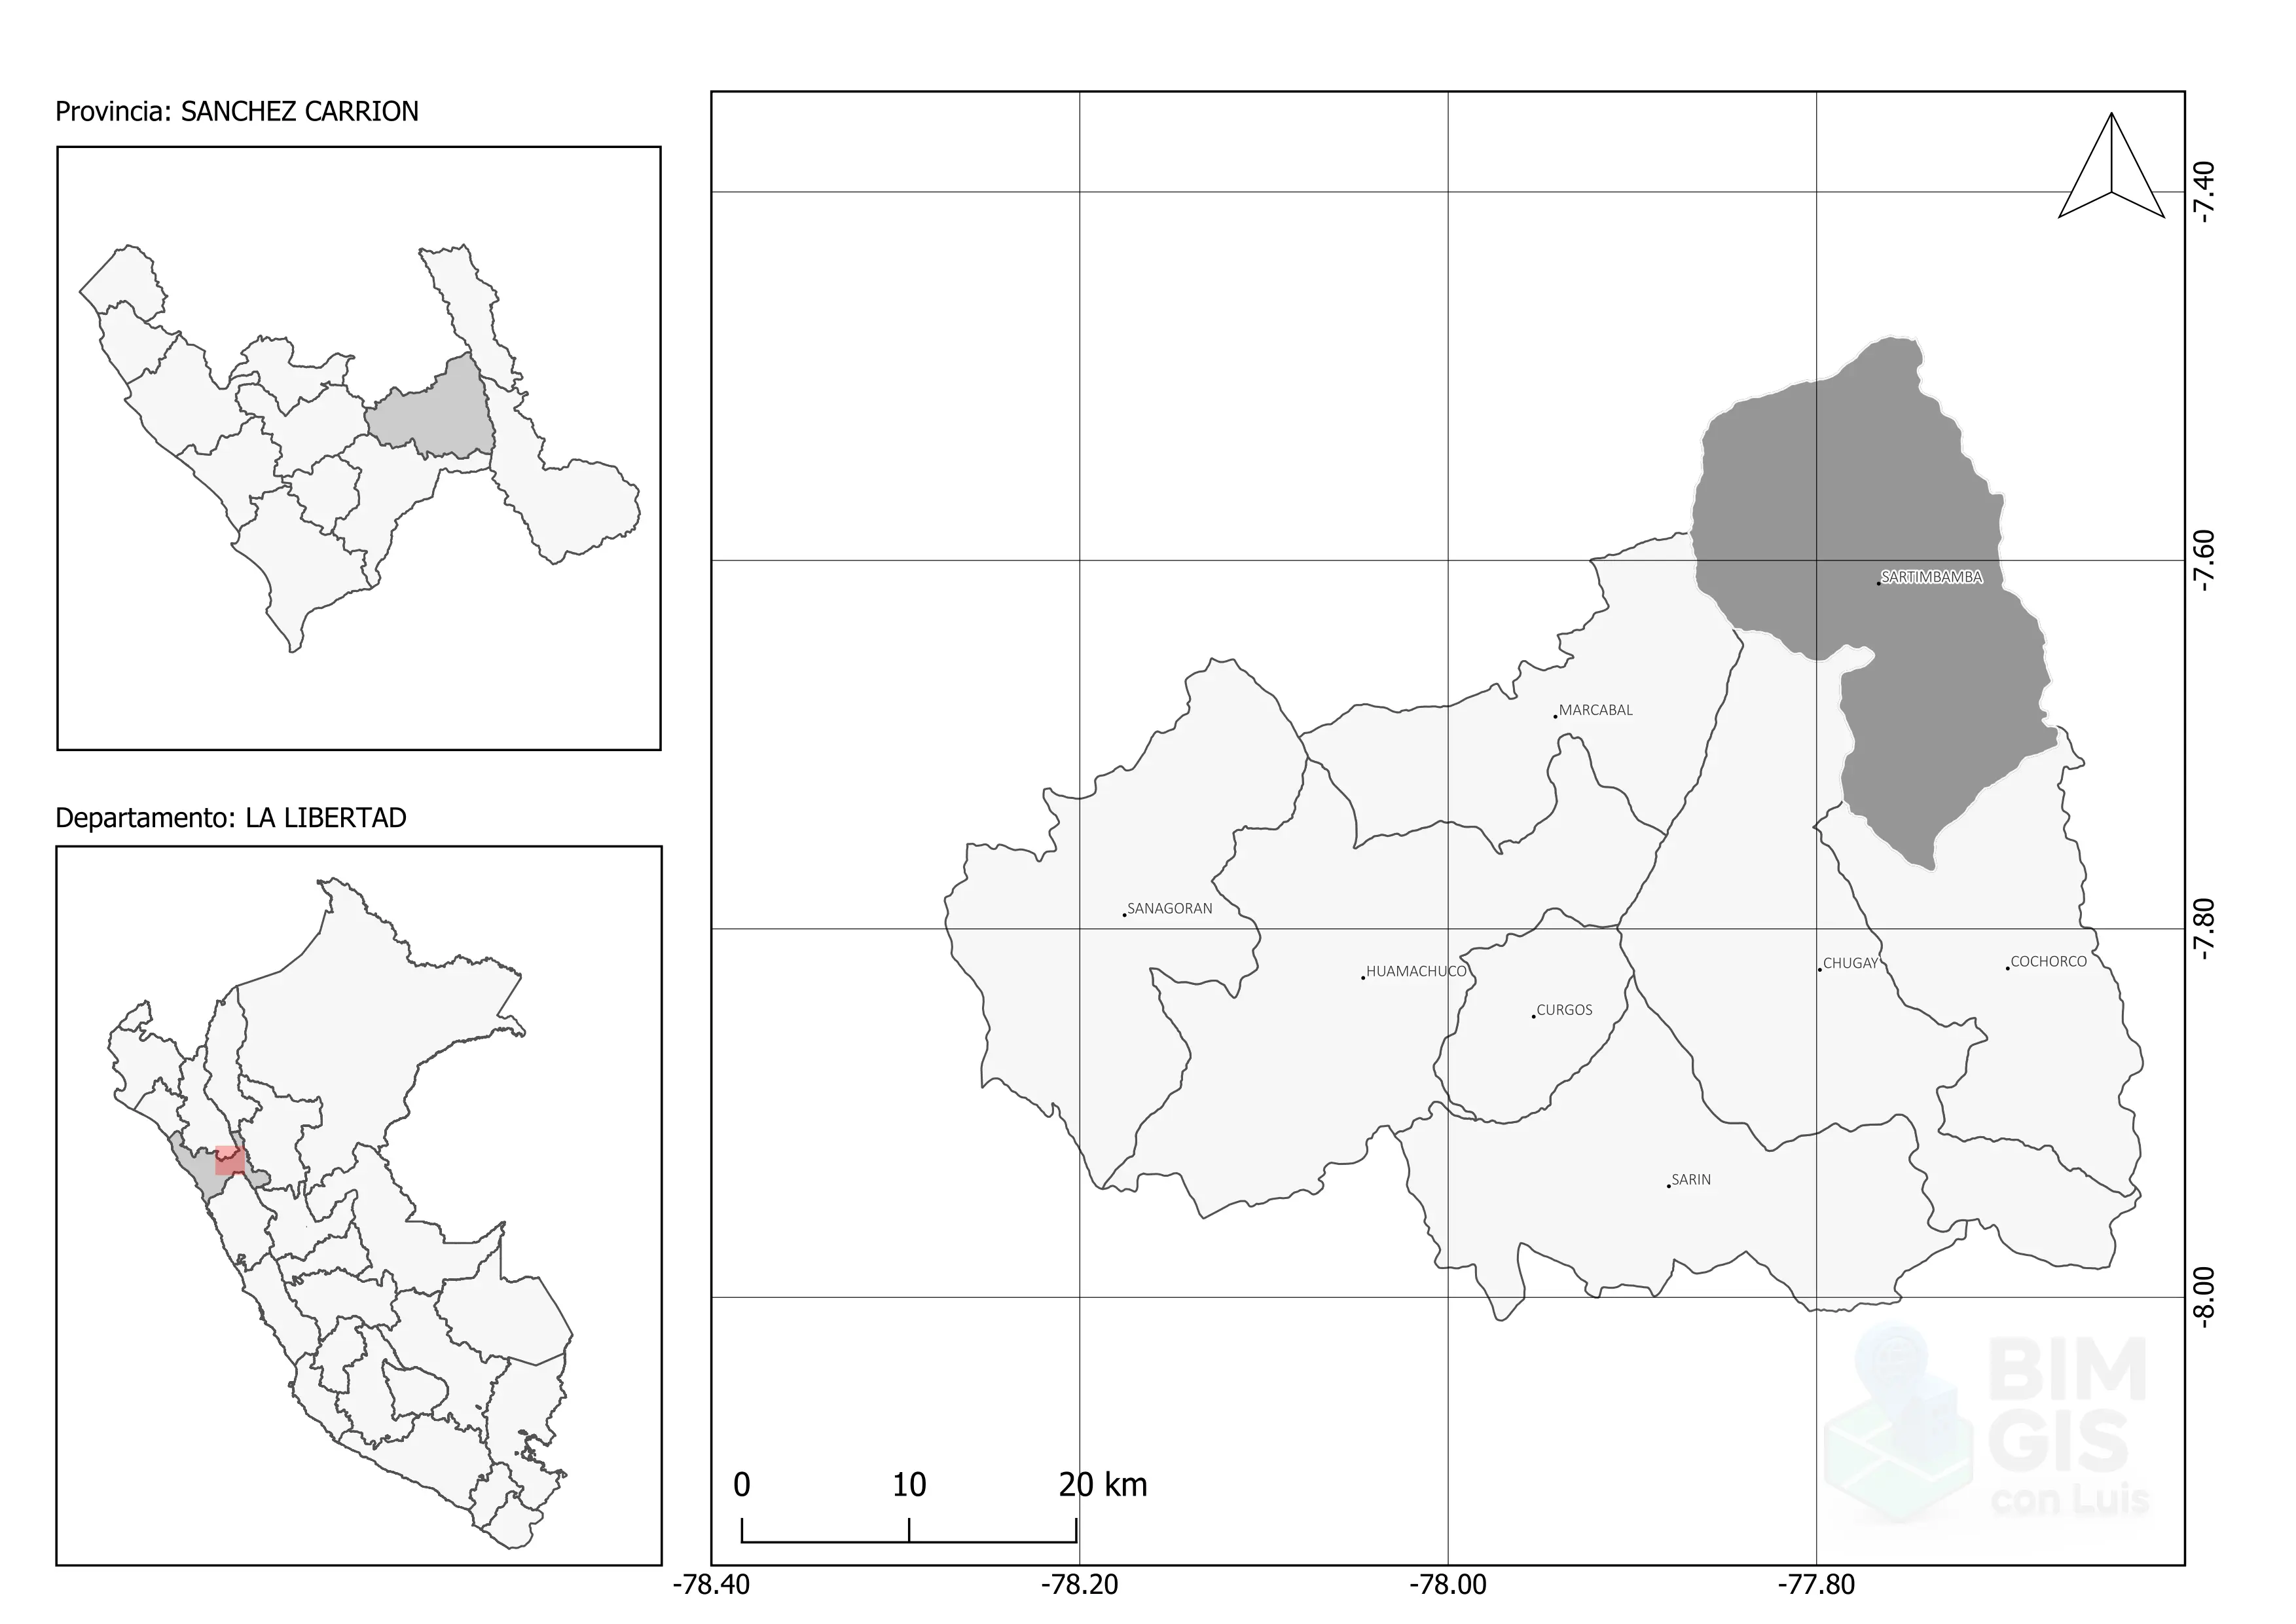 Provincia: SANCHEZ CARRION
Departamento: LA LIBERTAD
-7.40
-7.60
-7.80
-8.00
SARTIMBAMBA
MARCABAL
SANAGORAN
HUAMACHUCO
CURGOS
CHUGAY
COCHORCO
SARIN
BIM
GIS
con Luis
0 10 20 km
-78.40 -78.20 -78.00 -77.80